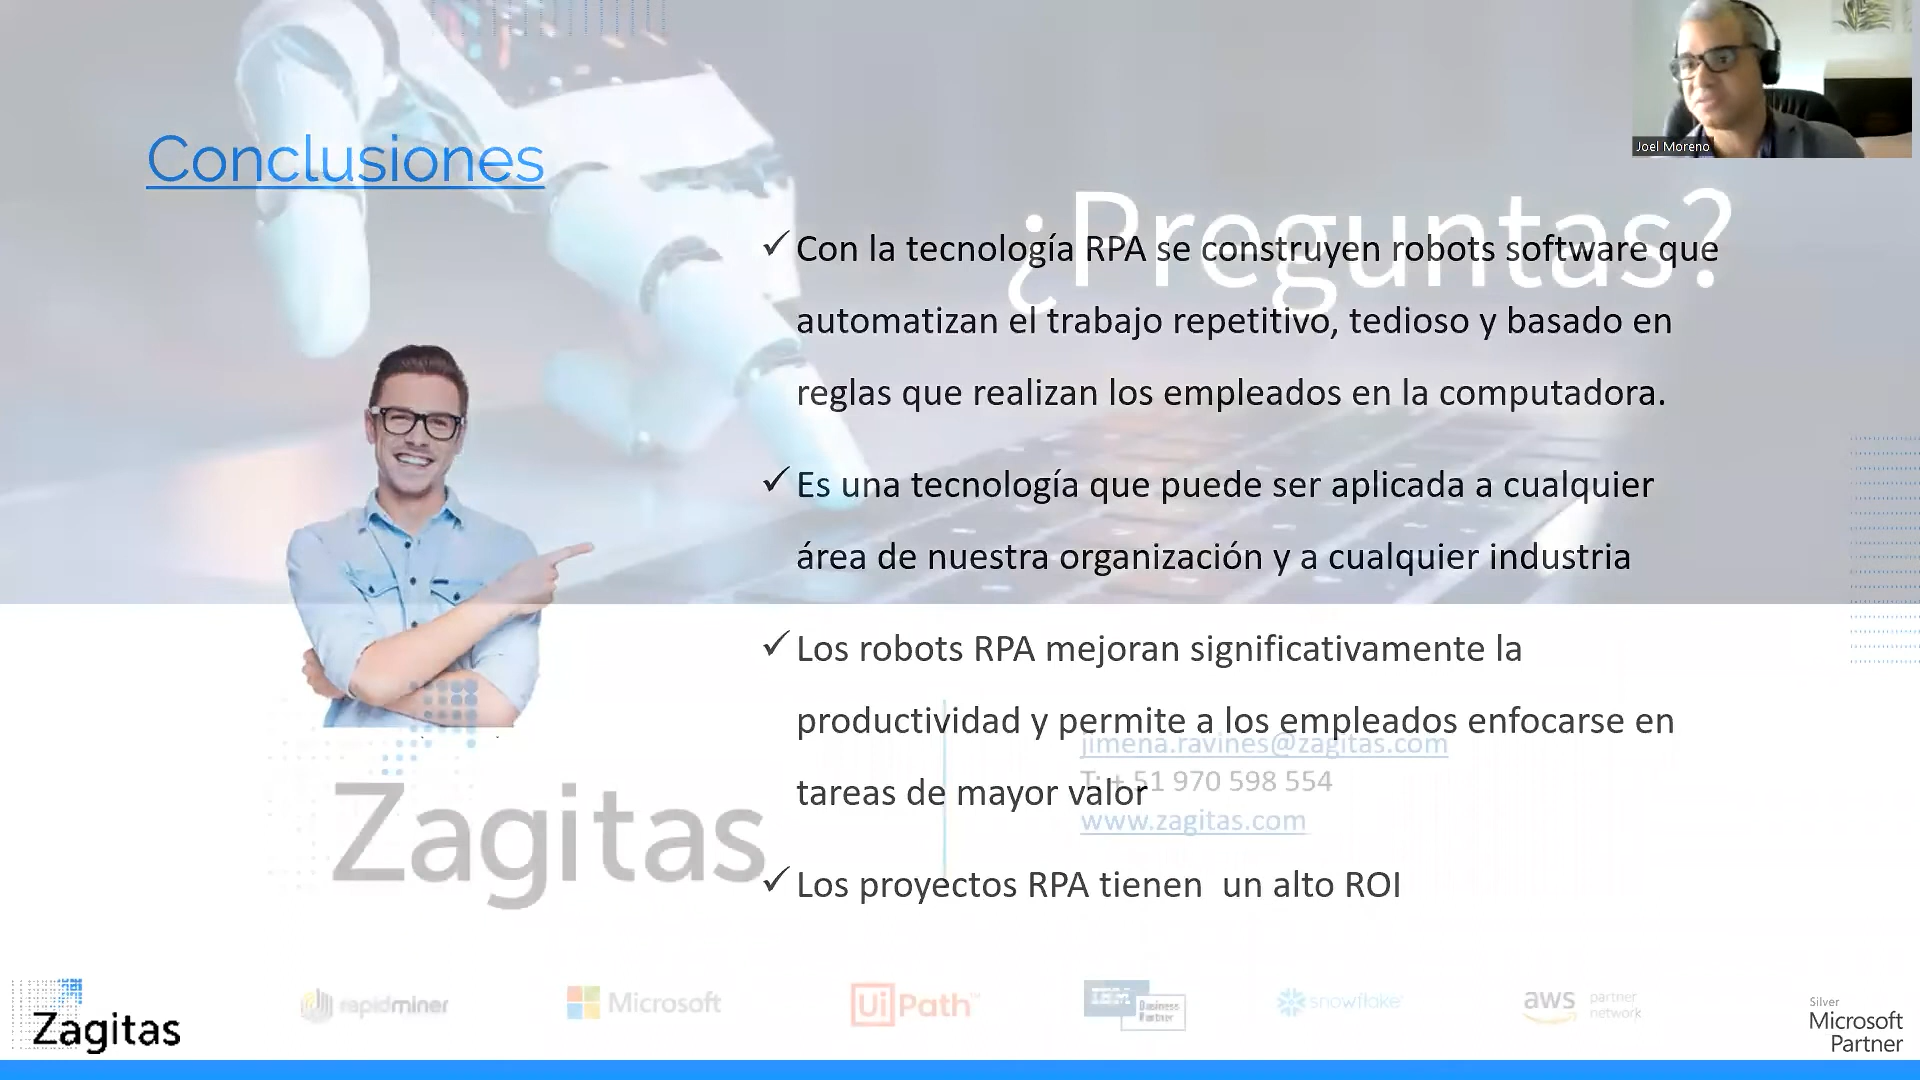 Joel Moreno
Conclusiones
¿Preguntas?
✓ Con la tecnología RPA se construyen robots software que
automatizan el trabajo repetitivo, tedioso y basado en
reglas que realizan los empleados en la computadora.
✓ Es una tecnología que puede ser aplicada a cualquier
área de nuestra organización y a cualquier industria
✓ Los robots RPA mejoran significativamente la
productividad y permite a los empleados enfocarse en
tareas de mayor valor
✓ Los proyectos RPA tienen  un alto ROI
jimena.ravines@zagitas.com
T: + 51 970 598 554
www.zagitas.com
Zagitas
rapidminer
Microsoft
UiPath™
IBM
Business
Partner
snowflake
aws
partner
network
Zagitas
Silver
Microsoft
Partner